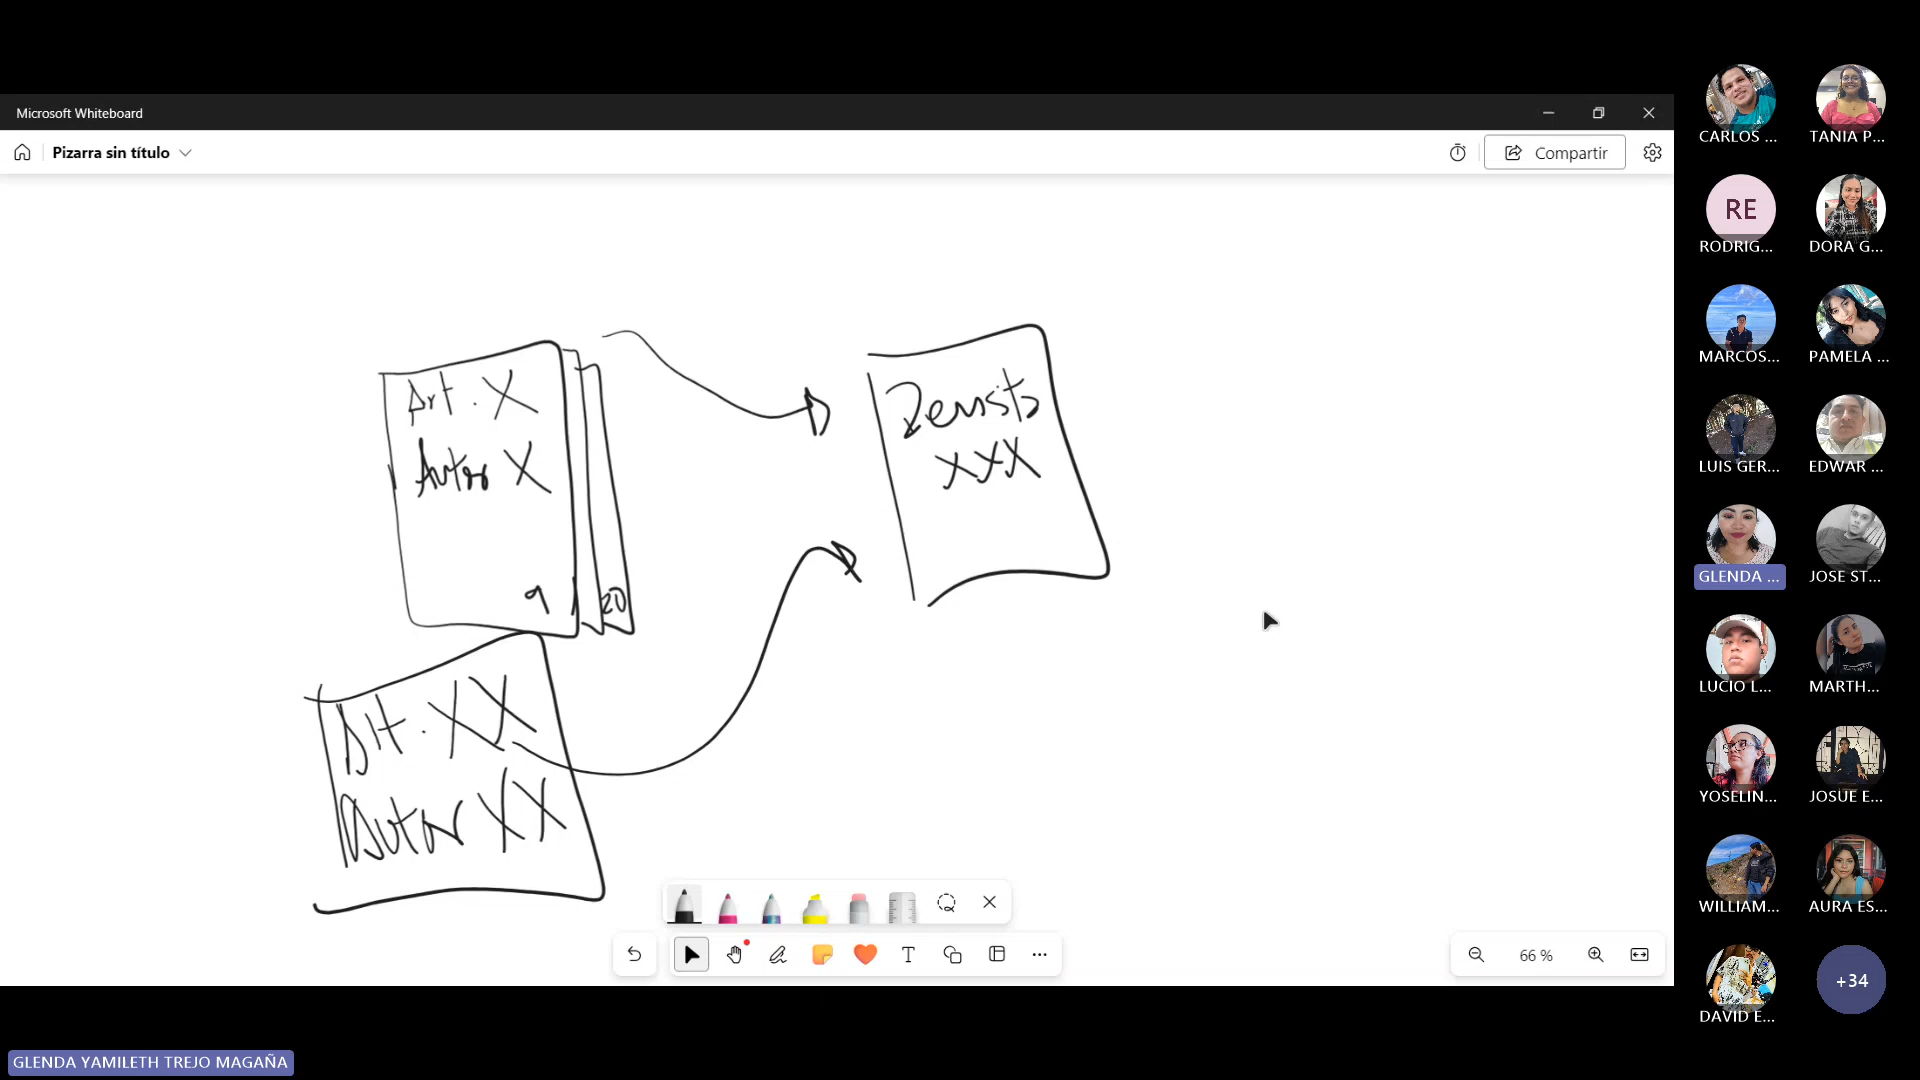 Microsoft Whiteboard
Pizarra sin título
Compartir
Art. X
Autor X
9
20
Revista
XXX
Art. XX
Autor XX
66 %
CARLOS ...
TANIA P...
RE
RODRIG...
DORA G...
MARCOS...
PAMELA ...
LUIS GER...
EDWAR ...
GLENDA ...
JOSE ST...
LUCIO L...
MARTH...
YOSELIN...
JOSUE E...
WILLIAM...
AURA ES...
DAVID E...
+34
GLENDA YAMILETH TREJO MAGAÑA